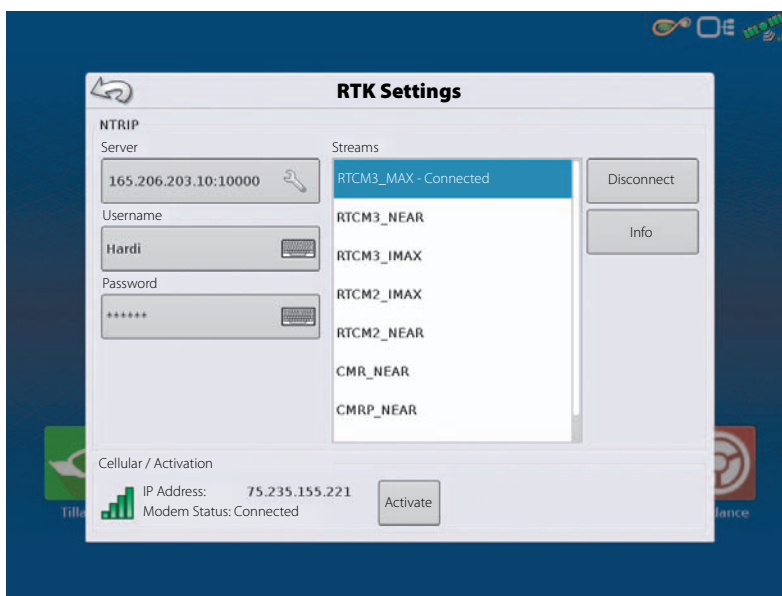 RTK Settings
NTRIP
Server
165.206.203.10:10000
Username
Hardi
Password
******
Streams
RTCM3_MAX - Connected
RTCM3_NEAR
RTCM3_IMAX
RTCM2_IMAX
RTCM2_NEAR
CMR_NEAR
CMRP_NEAR
Disconnect
Info
Cellular / Activation
IP Address: 75.235.155.221
Modem Status: Connected
Activate
Tilla
dance